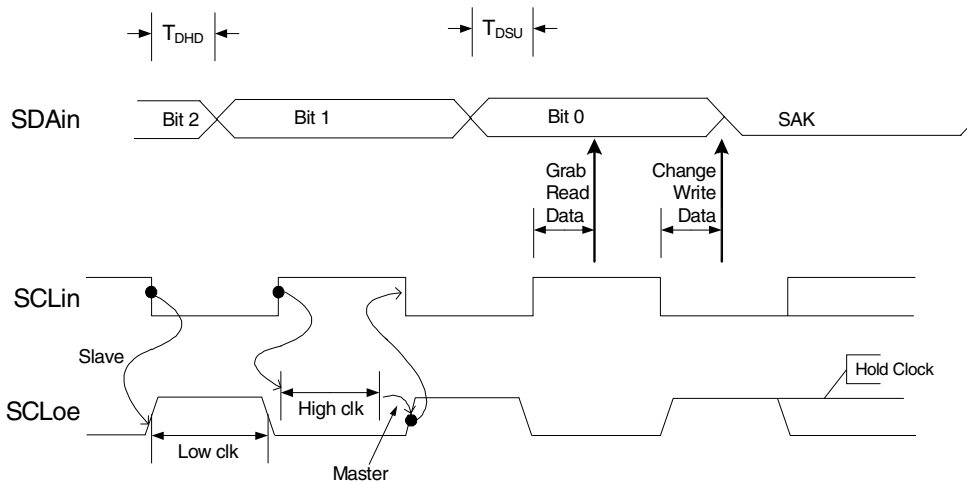 TDHD
TDSU
SDAin
Bit 2
Bit 1
Bit 0
SAK
Grab
Read
Data
Change
Write
Data
SCLin
Slave
Hold Clock
SCLoe
High clk
Low clk
Master